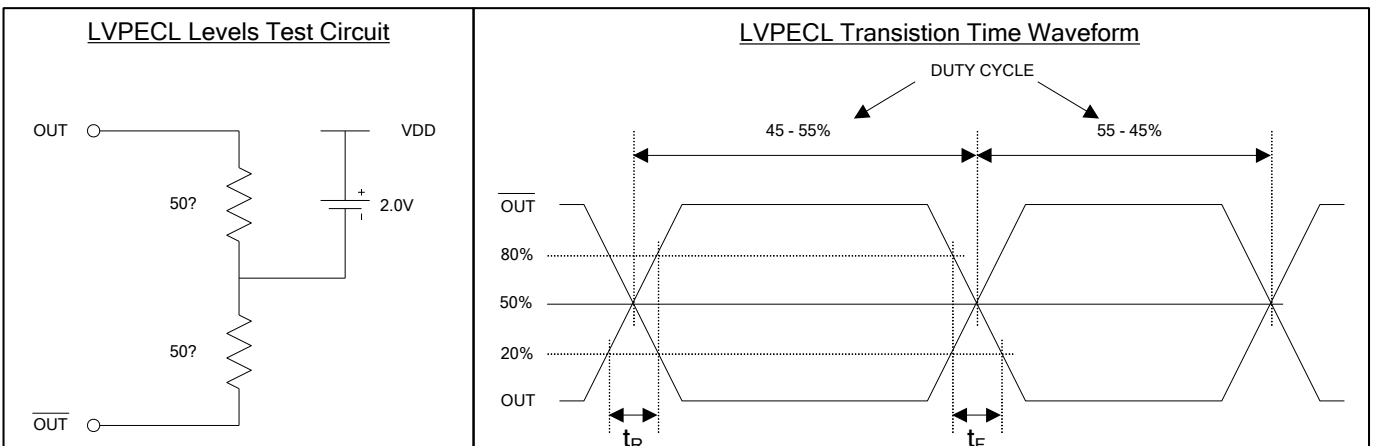 LVPECL Levels Test Circuit
OUT
VDD
50?
+
2.0V
-
50?
OUT
LVPECL Transistion Time Waveform
DUTY CYCLE
45 - 55%
55 - 45%
OUT
80%
50%
20%
OUT
tR
tF